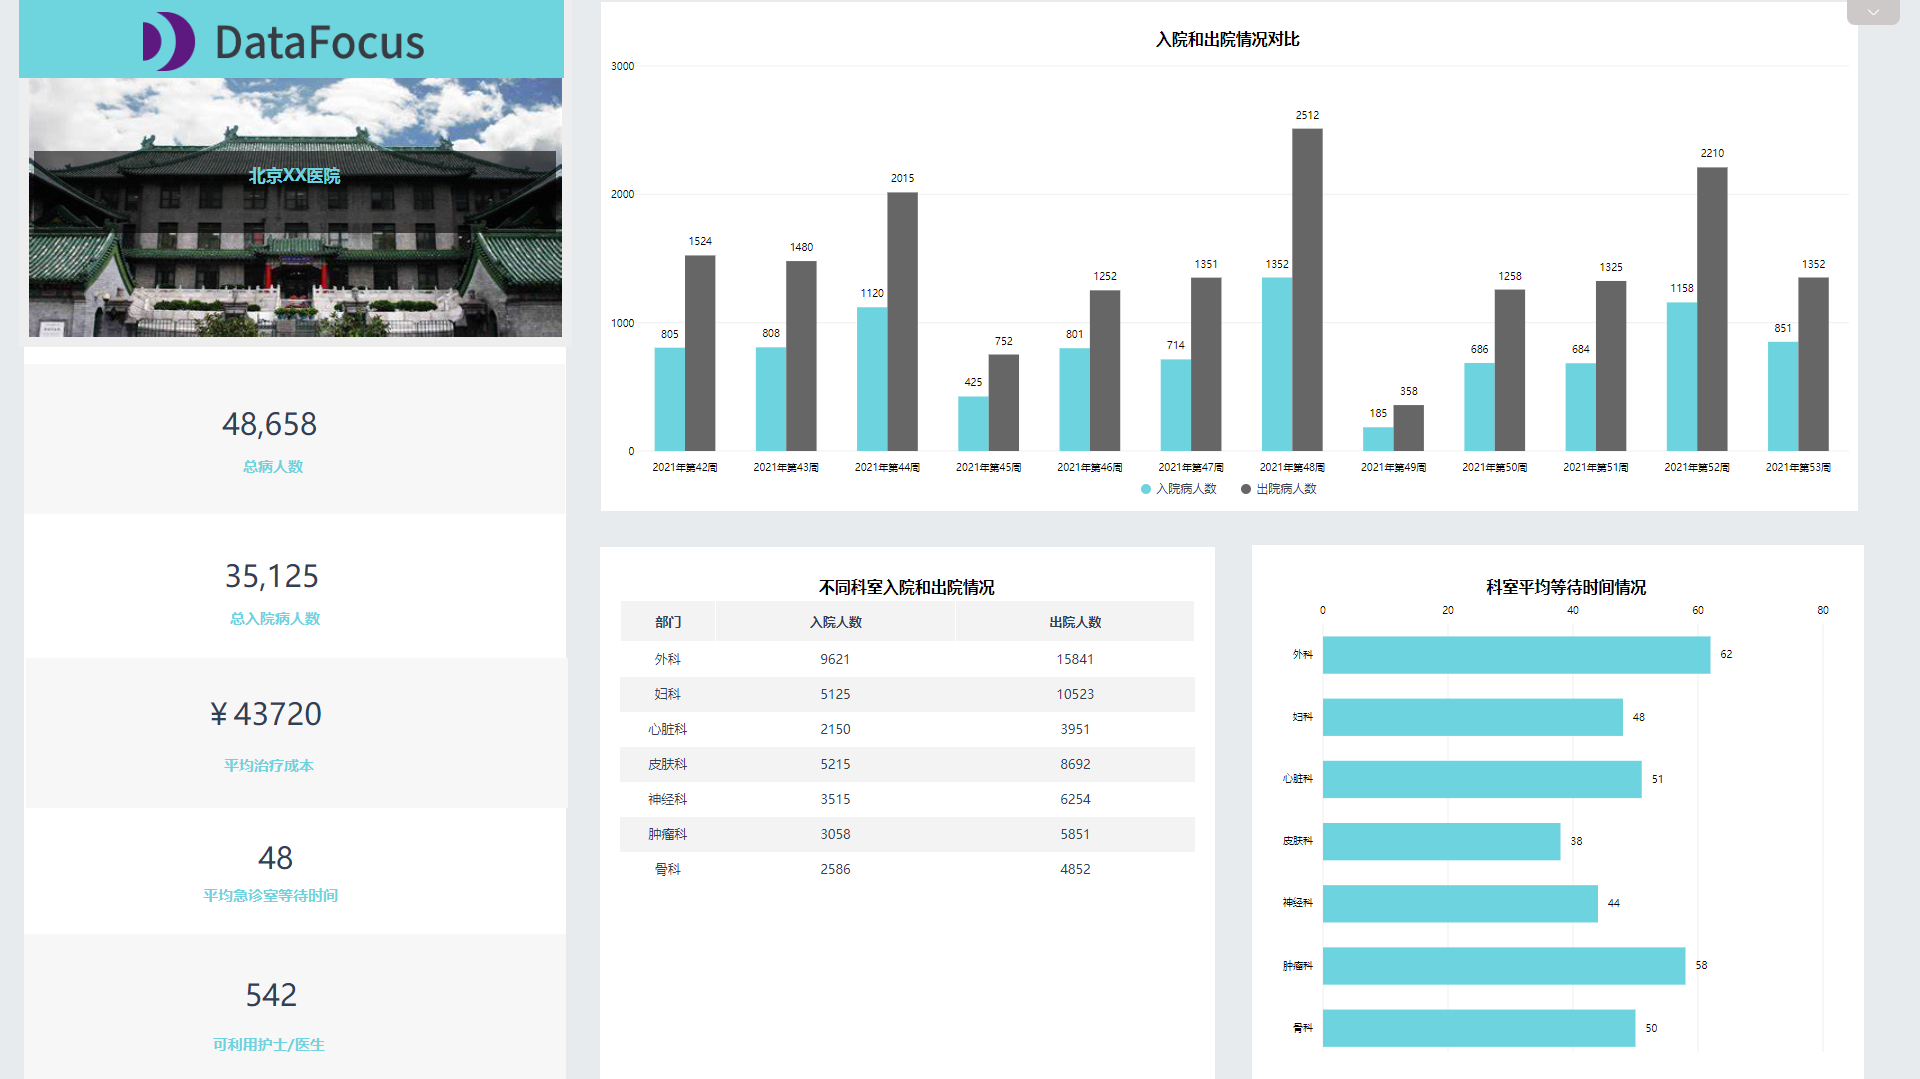 DataFocus
北京XX医院
48,658
总病人数
35,125
总入院病人数
¥43720
平均治疗成本
48
平均急诊室等待时间
542
可利用护士/医生
入院和出院情况对比
3000
2000
1000
0
805 1524
808 1480
1120 2015
425 752
801 1252
714 1351
1352 2512
185 358
686 1258
684 1325
1158 2210
851 1352
2021年第42周 2021年第43周 2021年第44周 2021年第45周 2021年第46周 2021年第47周 2021年第48周 2021年第49周 2021年第50周 2021年第51周 2021年第52周 2021年第53周
入院病人数 出院病人数
不同科室入院和出院情况
部门 入院人数 出院人数
外科 9621 15841
妇科 5125 10523
心脏科 2150 3951
皮肤科 5215 8692
神经科 3515 6254
肿瘤科 3058 5851
骨科 2586 4852
科室平均等待时间情况
0 20 40 60 80
外科 62
妇科 48
心脏科 51
皮肤科 38
神经科 44
肿瘤科 58
骨科 50